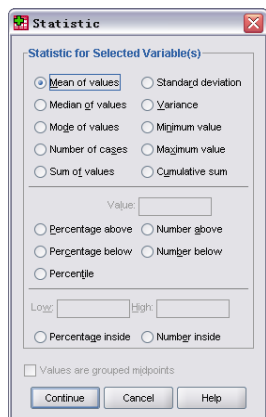 Statistic
Statistic for Selected Variable(s)
Mean of values
Standard deviation
Median of values
Variance
Mode of values
Minimum value
Number of cases
Maximum value
Sum of values
Cumulative sum
Value:
Percentage above
Number above
Percentage below
Number below
Percentile
Low:
High:
Percentage inside
Number inside
Values are grouped midpoints
Continue
Cancel
Help